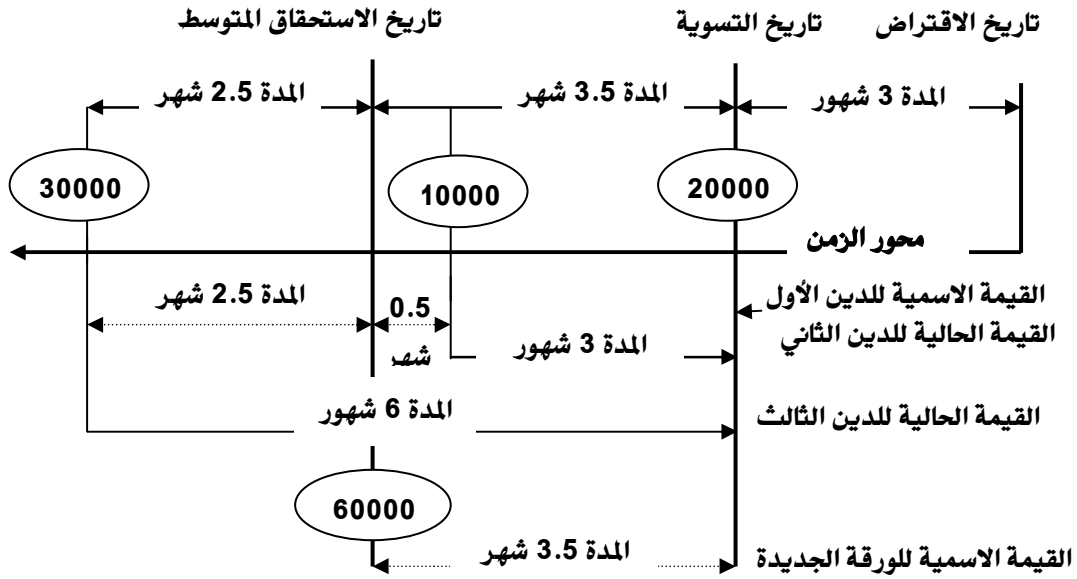 تاريخ الاقتراض تاريخ التسوية تاريخ الاستحقاق المتوسط
المدة 3 شهور المدة 3.5 شهر المدة 2.5 شهر
20000 10000 30000
محور الزمن
القيمة الاسمية للدين الأول 0.5 المدة 2.5 شهر
القيمة الحالية للدين الثاني المدة 3 شهور شهر
القيمة الحالية للدين الثالث المدة 6 شهور
60000
القيمة الاسمية للورقة الجديدة المدة 3.5 شهر